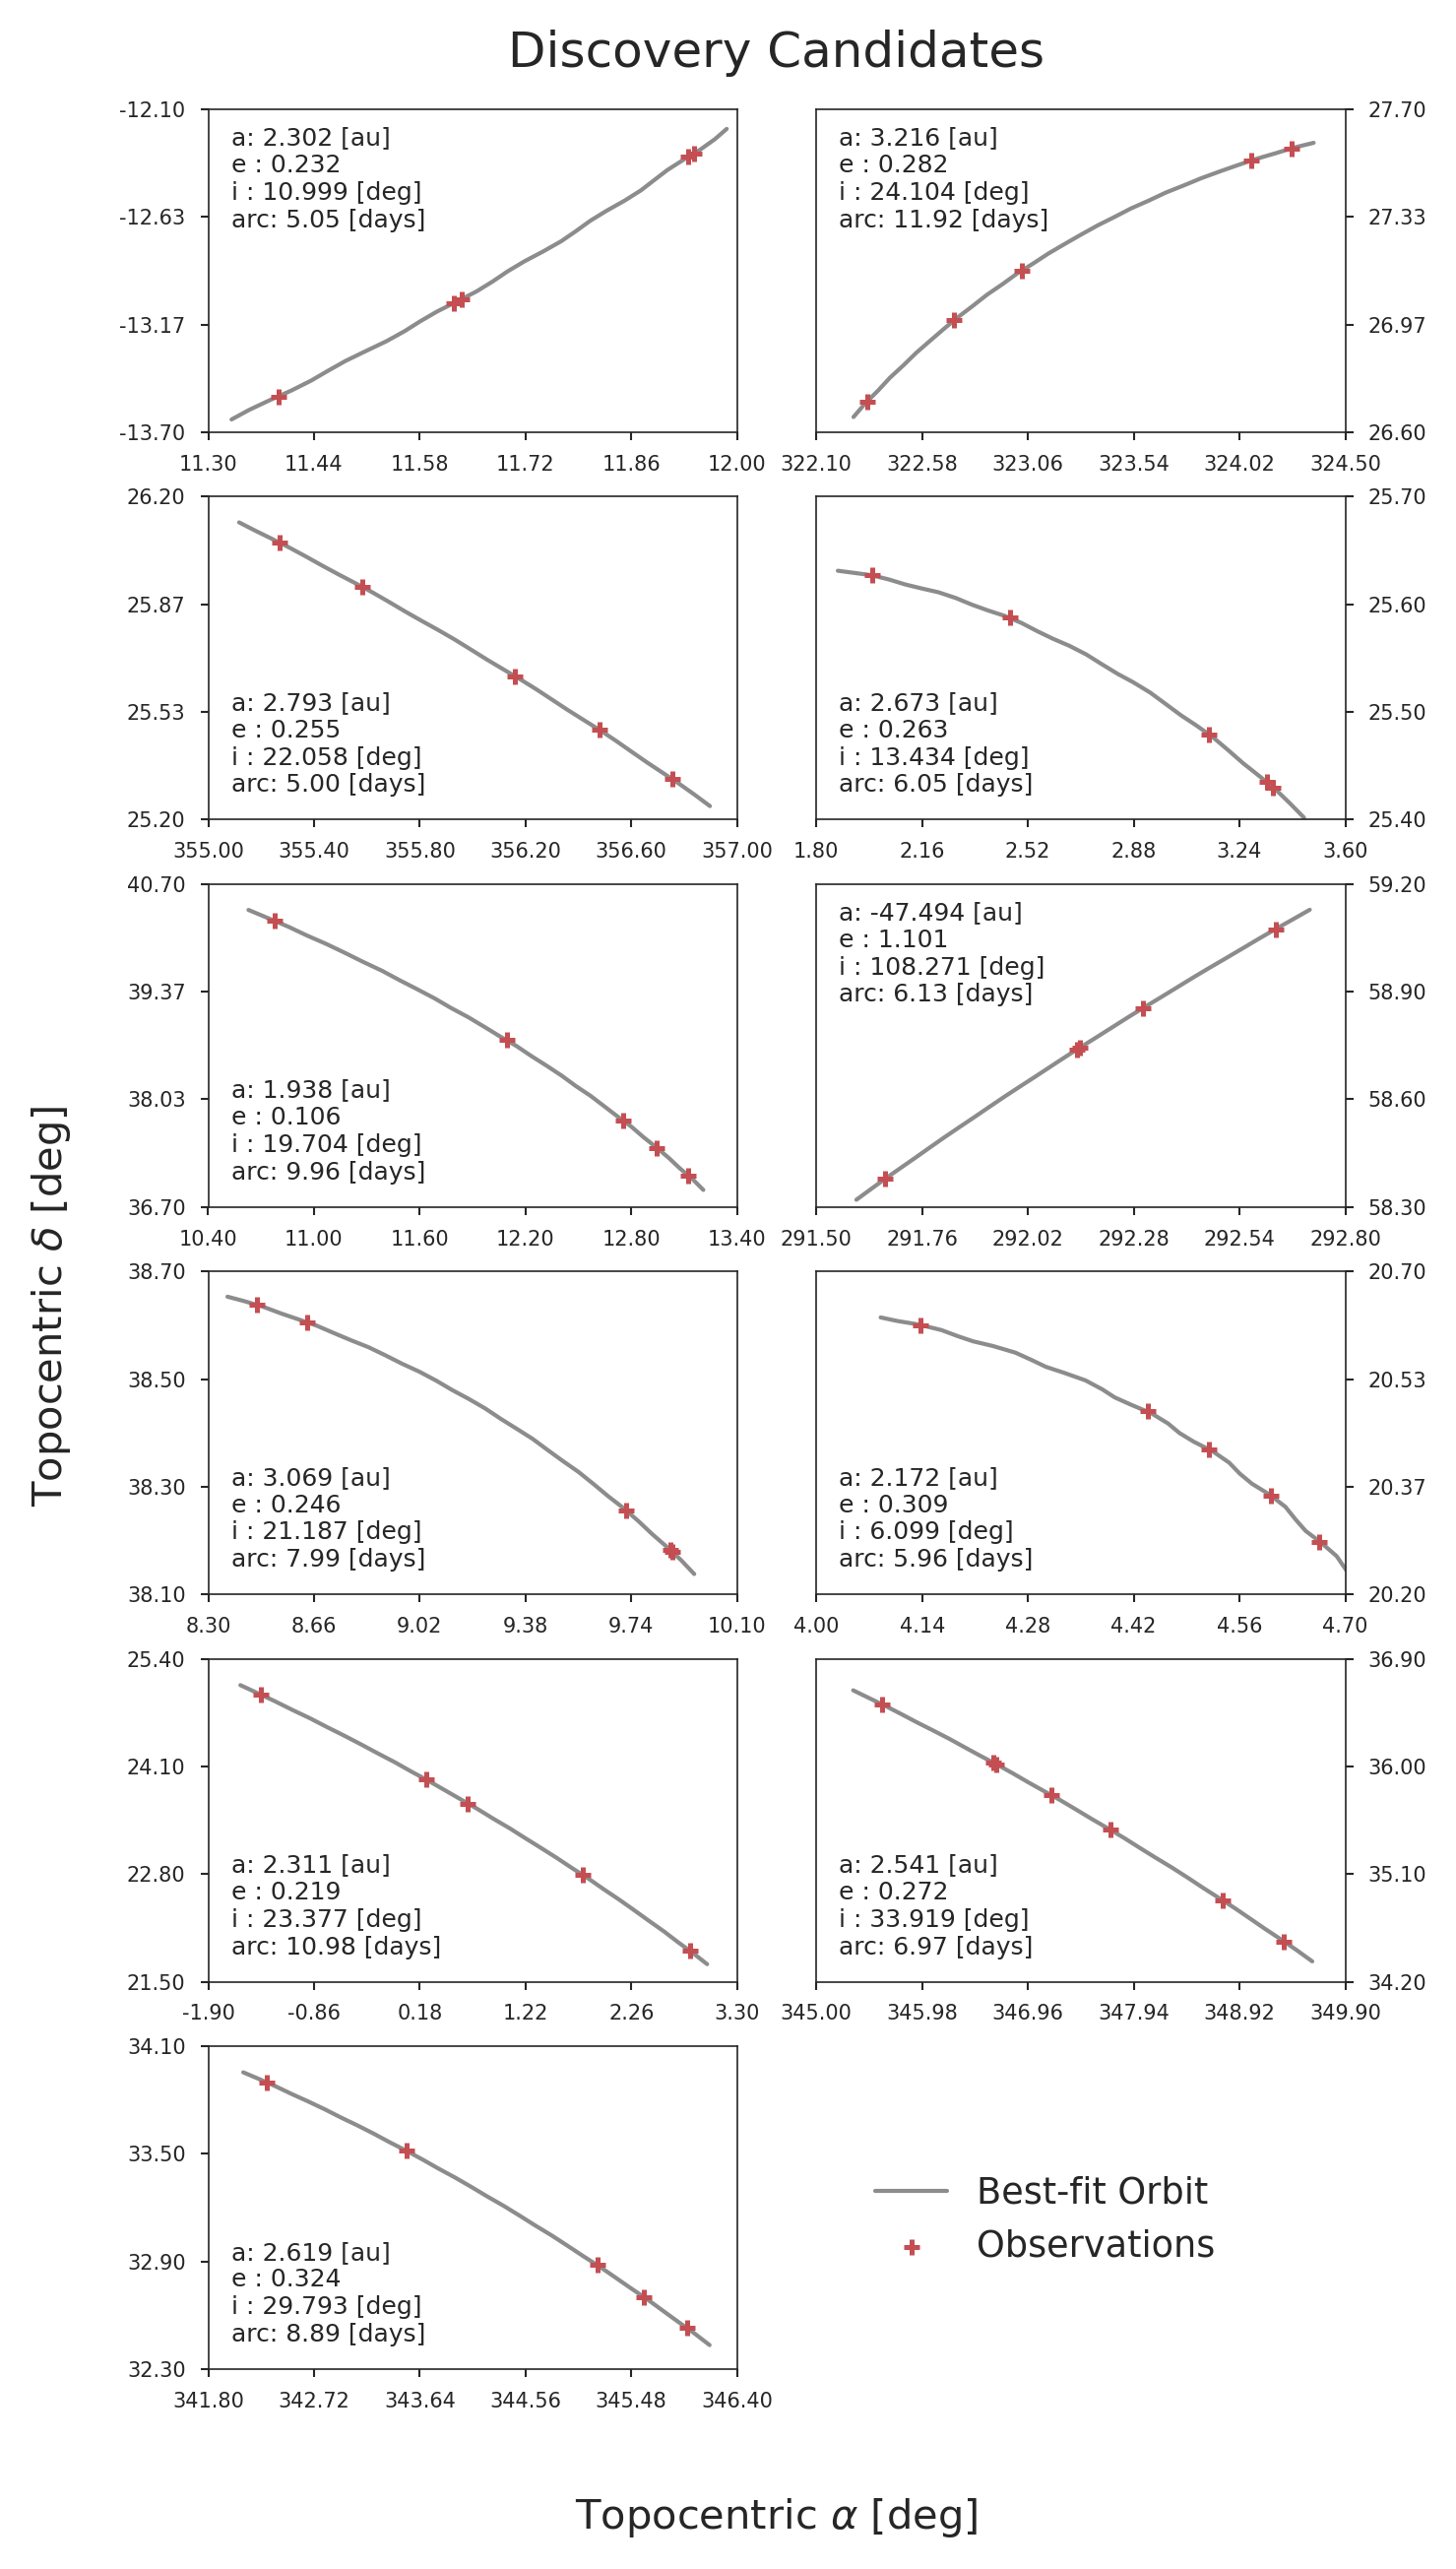 Discovery Candidates
-12.10
-12.63
-13.17
-13.70
a: 2.302 [au]
e : 0.232
i : 10.999 [deg]
arc: 5.05 [days]
11.30 11.44 11.58 11.72 11.86 12.00
a: 3.216 [au]
e : 0.282
i : 24.104 [deg]
arc: 11.92 [days]
27.70
27.33
26.97
26.60
322.10 322.58 323.06 323.54 324.02 324.50
26.20
25.87
25.53
25.20
a: 2.793 [au]
e : 0.255
i : 22.058 [deg]
arc: 5.00 [days]
355.00 355.40 355.80 356.20 356.60 357.00
a: 2.673 [au]
e : 0.263
i : 13.434 [deg]
arc: 6.05 [days]
25.70
25.60
25.50
25.40
1.80 2.16 2.52 2.88 3.24 3.60
40.70
39.37
38.03
36.70
a: 1.938 [au]
e : 0.106
i : 19.704 [deg]
arc: 9.96 [days]
10.40 11.00 11.60 12.20 12.80 13.40
a: -47.494 [au]
e : 1.101
i : 108.271 [deg]
arc: 6.13 [days]
59.20
58.90
58.60
58.30
291.50 291.76 292.02 292.28 292.54 292.80
38.70
38.50
38.30
38.10
a: 3.069 [au]
e : 0.246
i : 21.187 [deg]
arc: 7.99 [days]
8.30 8.66 9.02 9.38 9.74 10.10
a: 2.172 [au]
e : 0.309
i : 6.099 [deg]
arc: 5.96 [days]
20.70
20.53
20.37
20.20
4.00 4.14 4.28 4.42 4.56 4.70
25.40
24.10
22.80
21.50
a: 2.311 [au]
e : 0.219
i : 23.377 [deg]
arc: 10.98 [days]
-1.90 -0.86 0.18 1.22 2.26 3.30
a: 2.541 [au]
e : 0.272
i : 33.919 [deg]
arc: 6.97 [days]
36.90
36.00
35.10
34.20
345.00 345.98 346.96 347.94 348.92 349.90
34.10
33.50
32.90
32.30
a: 2.619 [au]
e : 0.324
i : 29.793 [deg]
arc: 8.89 [days]
341.80 342.72 343.64 344.56 345.48 346.40
Best-fit Orbit
Observations
Topocentric δ [deg]
Topocentric α [deg]